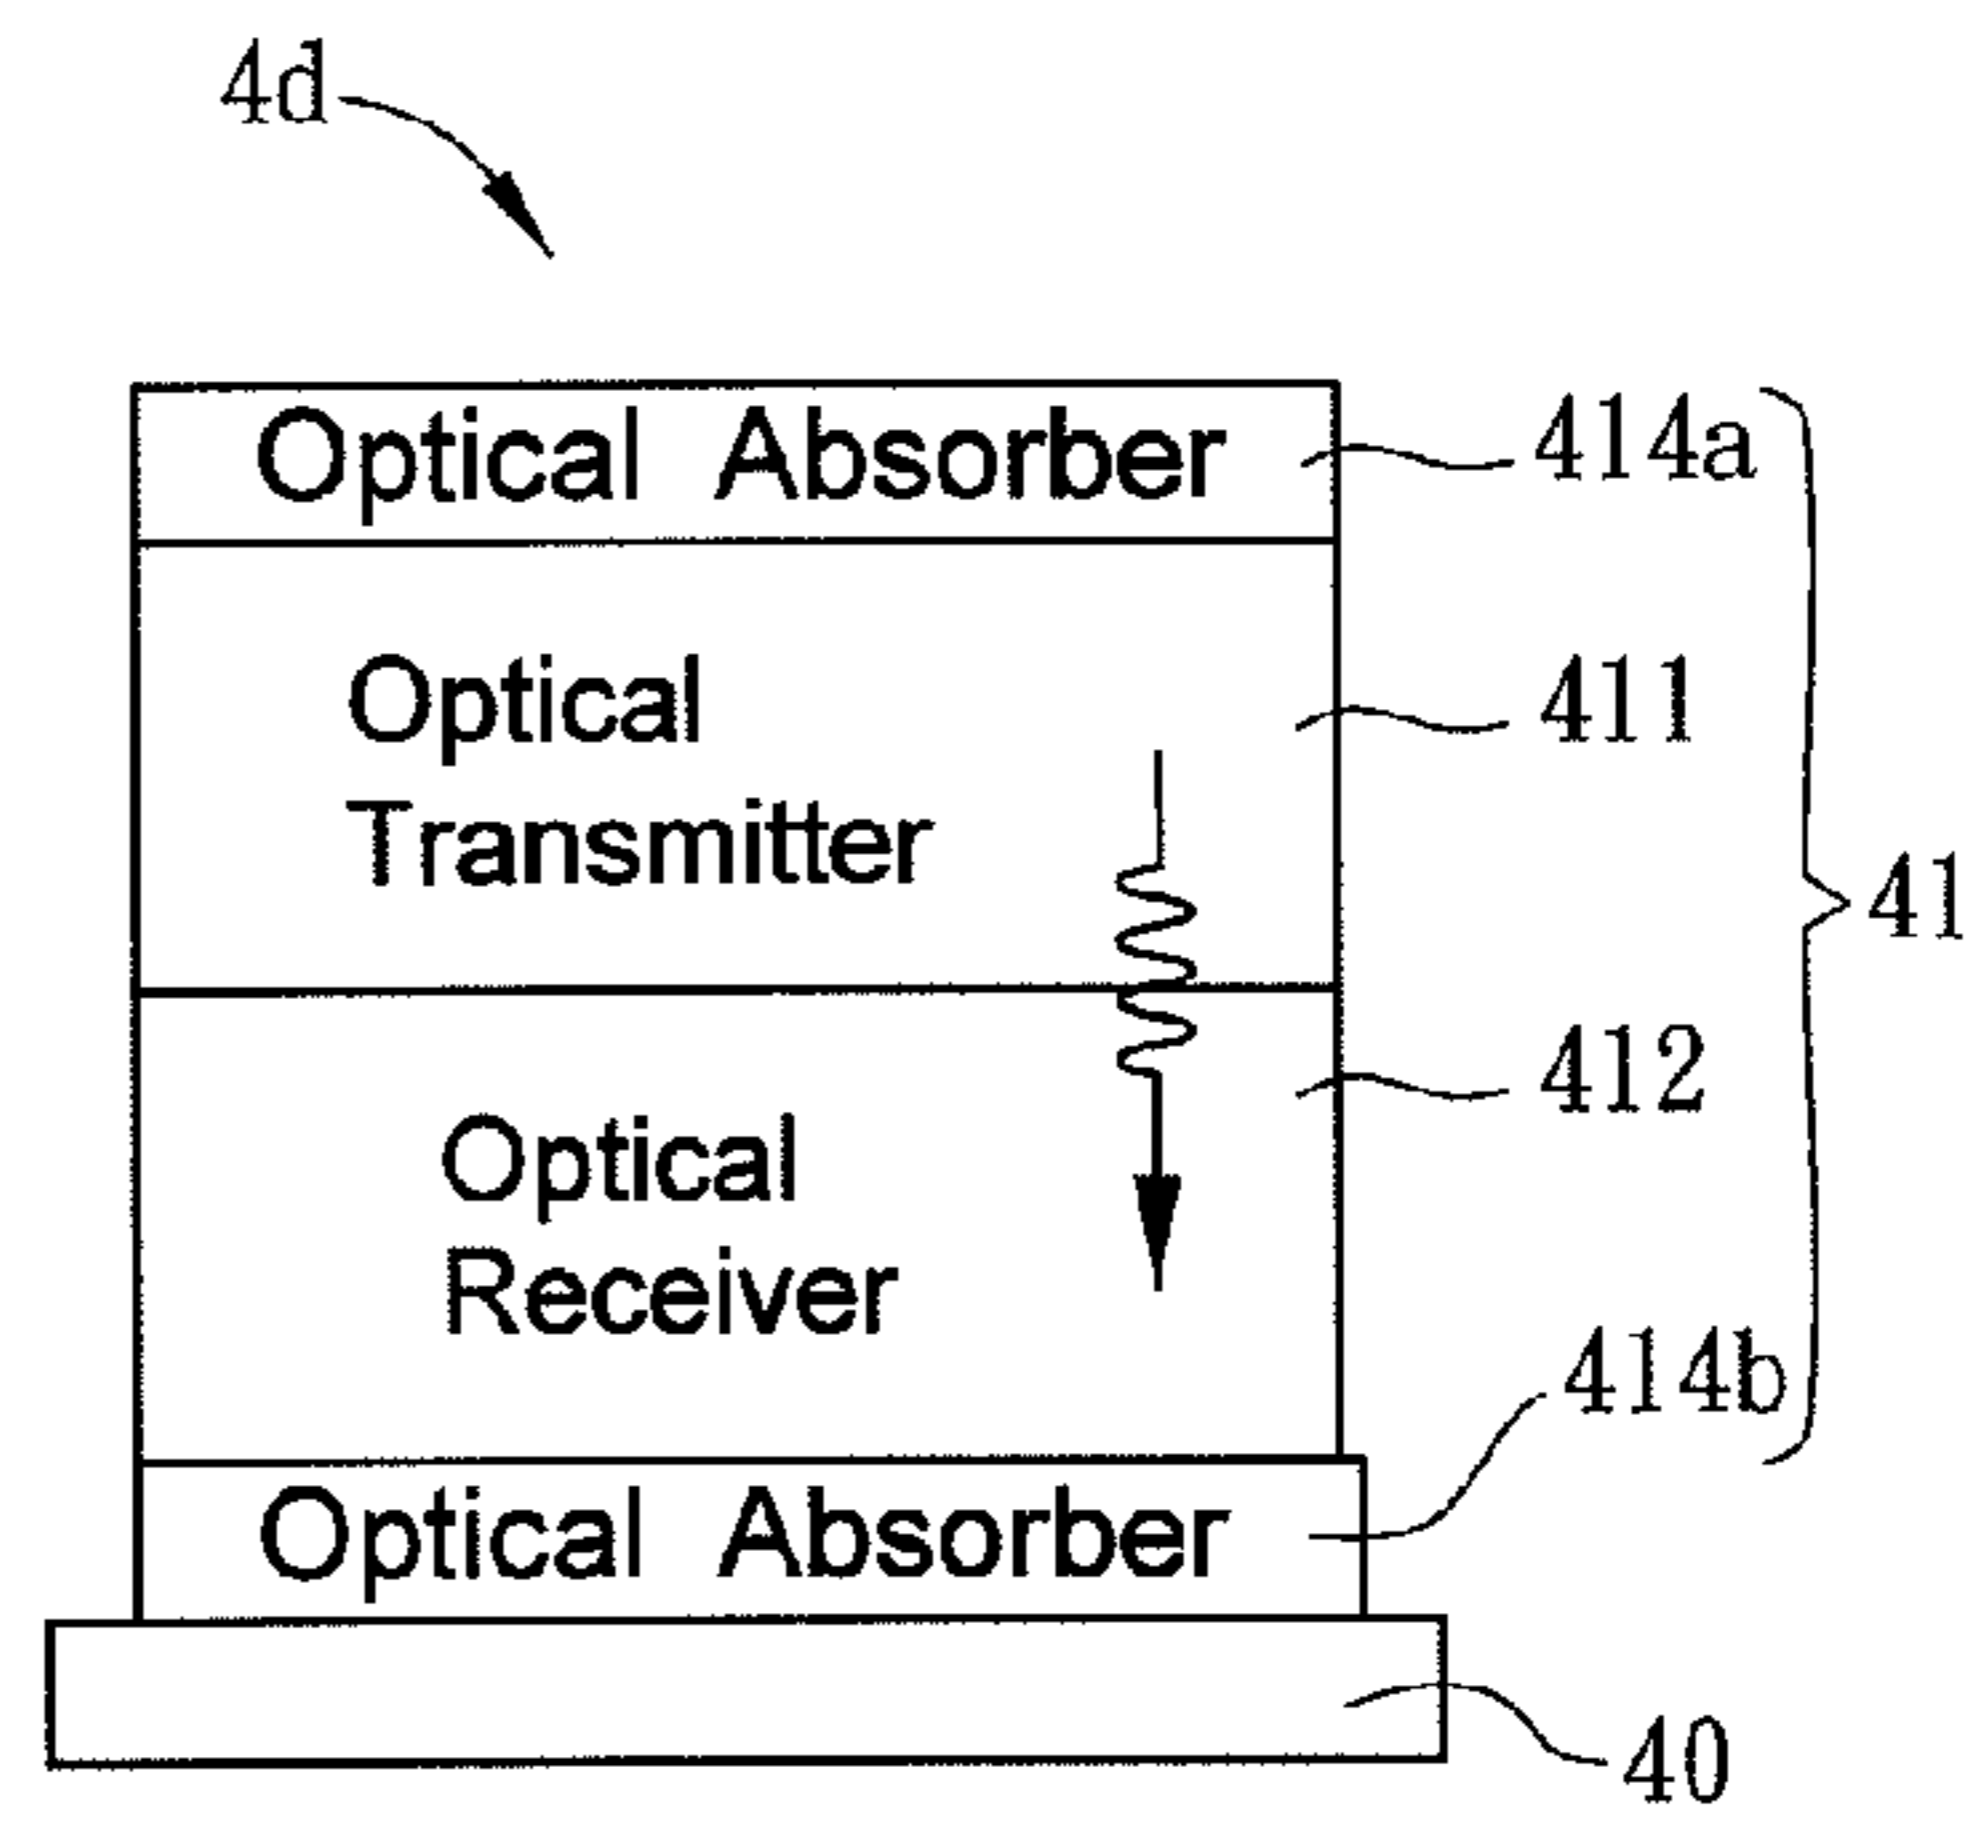 4d
Optical Absorber 414a
Optical 411
Transmitter
41
412
Optical
Receiver
414b
Optical Absorber
40